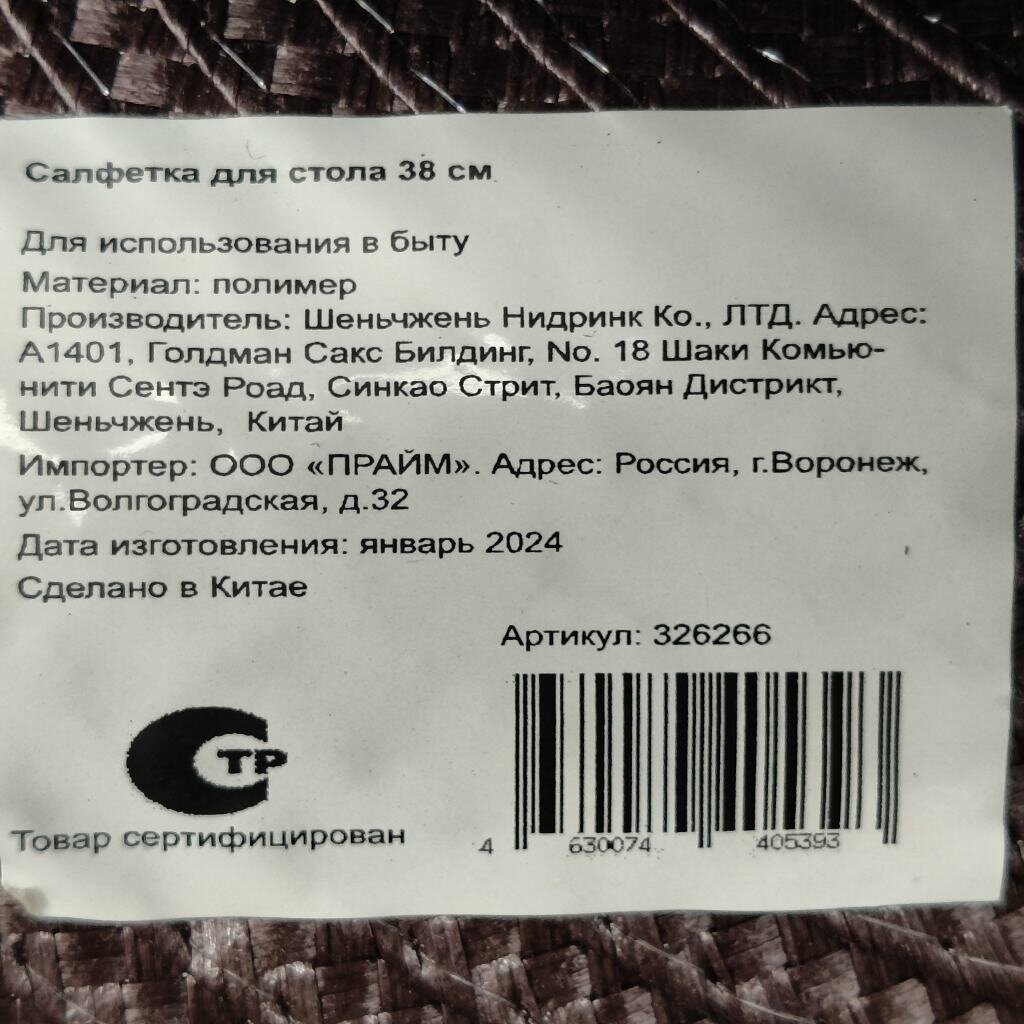 Салфетка для стола 38 см
Для использования в быту
Материал: полимер
Производитель: Шеньчжень Нидринк Ко., ЛТД. Адрес:
А1401, Голдман Сакс Билдинг, No. 18 Шаки Комью-
нити Сентэ Роад, Синкао Стрит, Баоян Дистрикт,
Шеньчжень, Китай
Импортер: ООО «ПРАЙМ». Адрес: Россия, г.Воронеж,
ул.Волгоградская, д.32
Дата изготовления: январь 2024
Сделано в Китае
Артикул: 326266
ТР
Товар сертифицирован
4 630074 405393